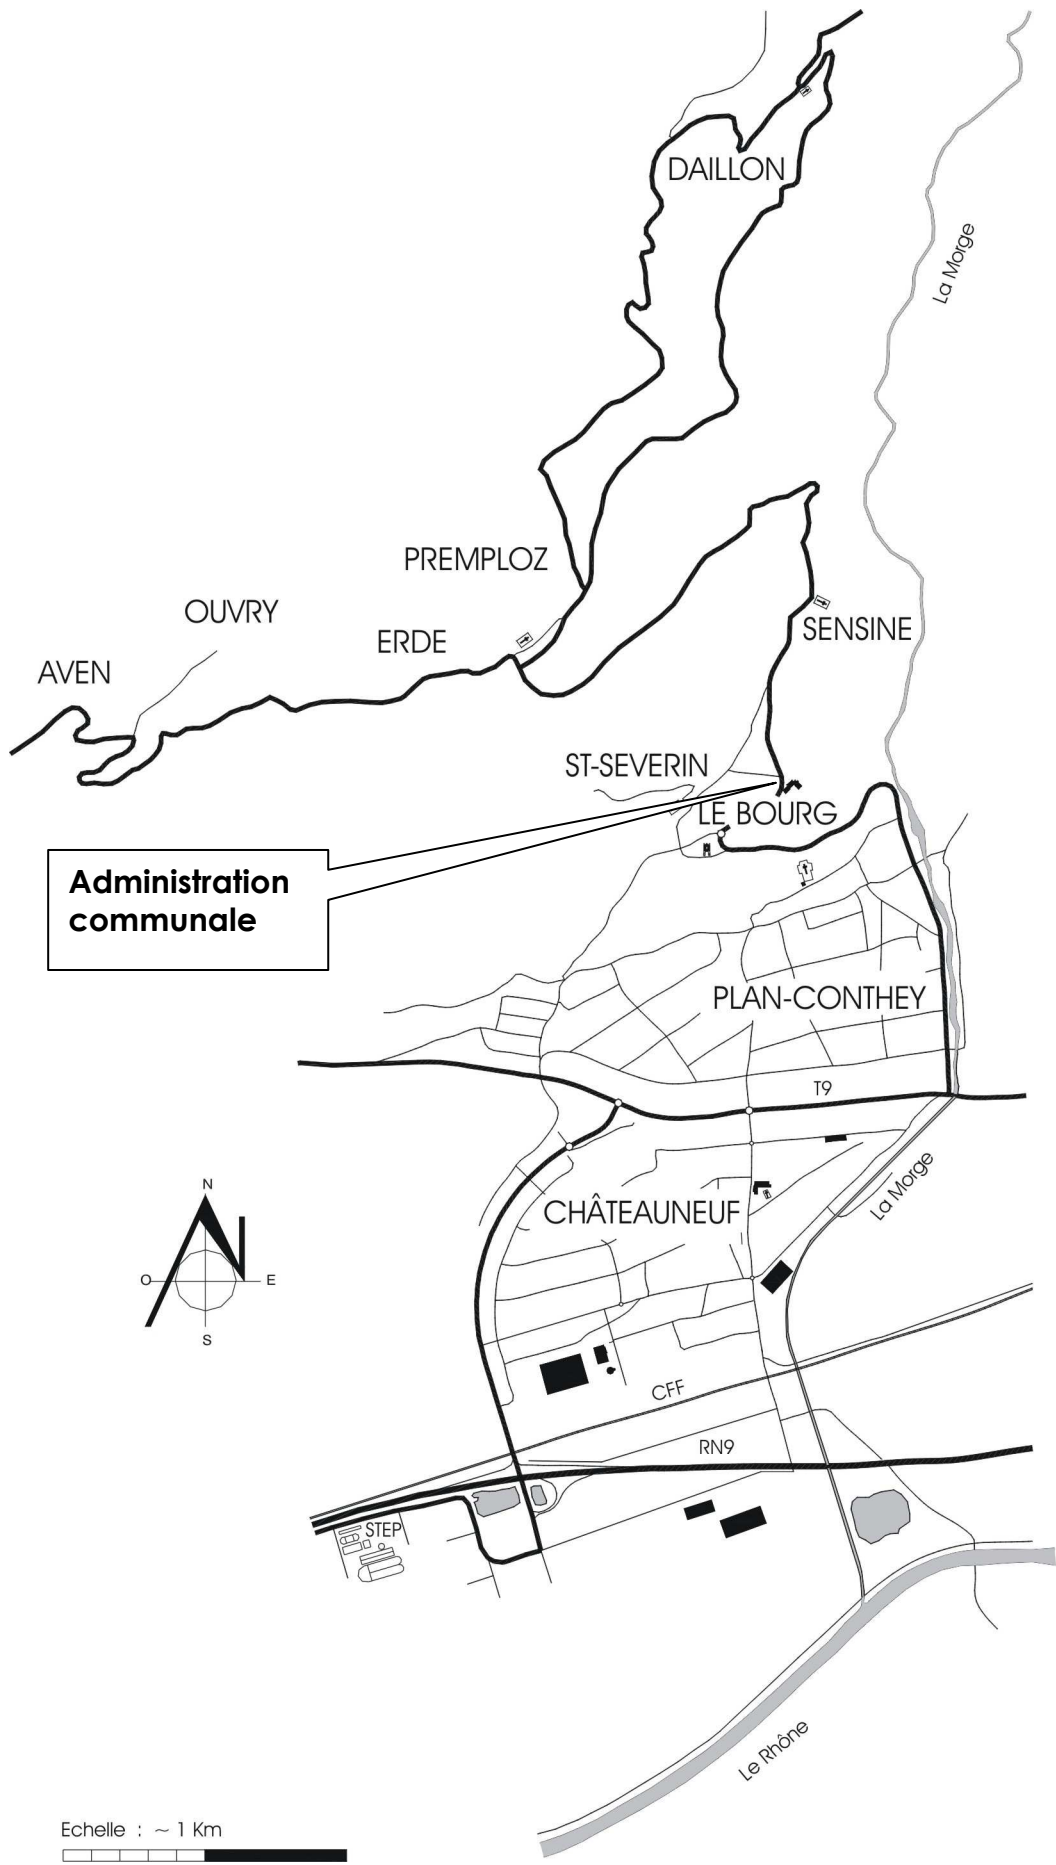 DAILLON
La Morge
PREMPLOZ
OUVRY
ERDE
SENSINE
AVEN
ST-SEVERIN
LE BOURG
Administration
communale
PLAN-CONTHEY
T9
La Morge
CHÂTEAUNEUF
N
O
E
S
CFF
RN9
STEP
Le Rhône
Echelle : ~ 1 Km